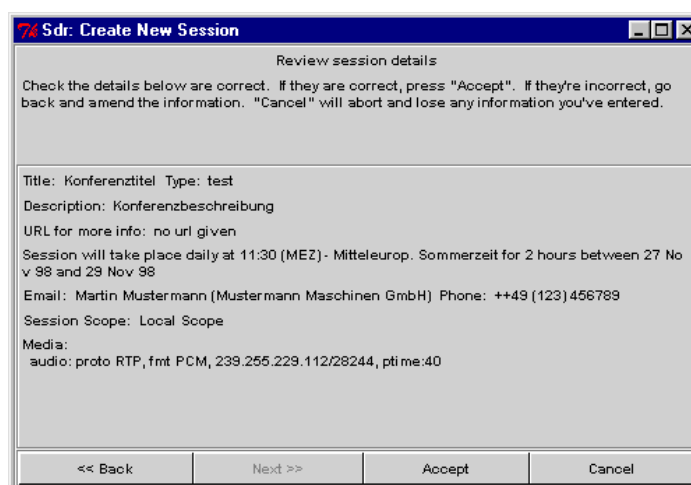 Sdr: Create New Session
Review session details
Check the details below are correct. If they are correct, press "Accept". If they're incorrect, go
back and amend the information. "Cancel" will abort and lose any information you've entered.
Title: Konferenztitel Type: test
Description: Konferenzbeschreibung
URL for more info: no url given
Session will take place daily at 11:30 (MEZ) - Mitteleurop. Sommerzeit for 2 hours between 27 No
v 98 and 29 Nov 98
Email: Martin Mustermann (Mustermann Maschinen GmbH) Phone: ++49 (123) 456789
Session Scope: Local Scope
Media:
audio: proto RTP, fmt PCM, 239.255.229.112/28244, ptime:40
<< Back Next >> Accept Cancel